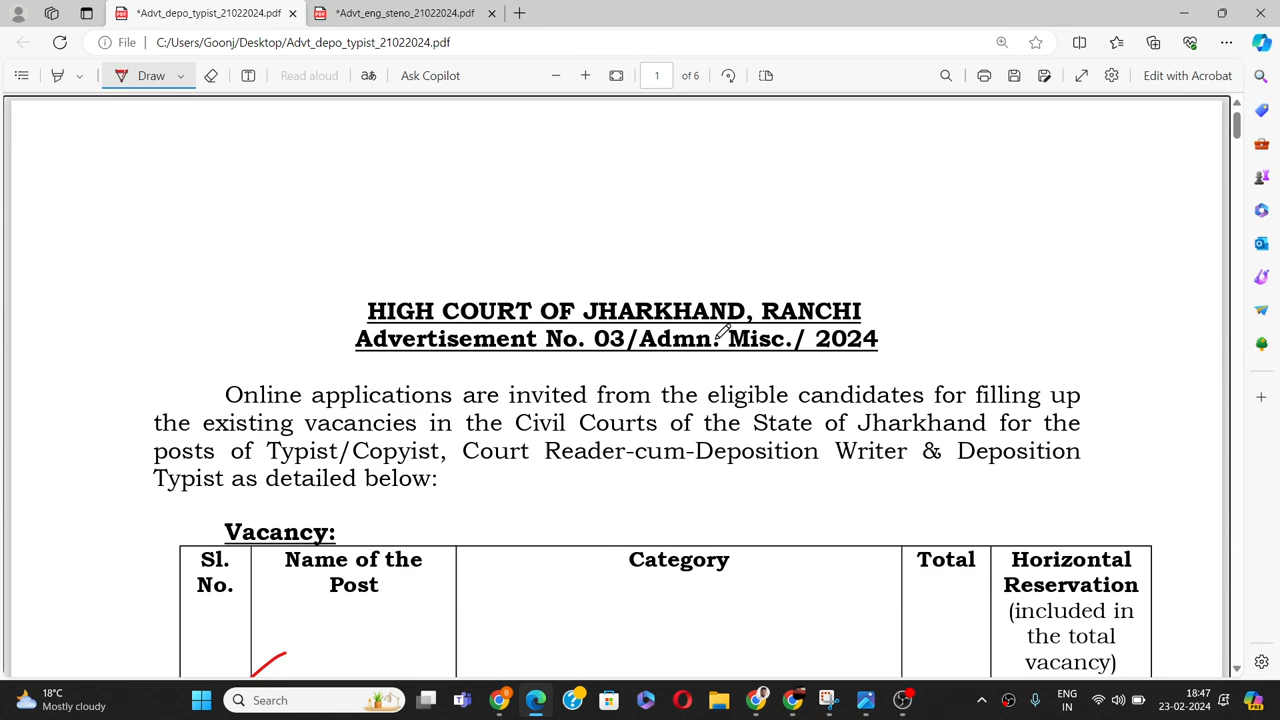 *Advt_depo_typist_21022024.pdf
*Advt_eng_steno_21022024.pdf
File C:/Users/Goonj/Desktop/Advt_depo_typist_21022024.pdf
Draw
Read aloud
Ask Copilot
1 of 6
Edit with Acrobat
HIGH COURT OF JHARKHAND, RANCHI
Advertisement No. 03/Admn. Misc./ 2024
Online applications are invited from the eligible candidates for filling up
the existing vacancies in the Civil Courts of the State of Jharkhand for the
posts of Typist/Copyist, Court Reader-cum-Deposition Writer & Deposition
Typist as detailed below:
Vacancy:
Sl. No.
Name of the Post
Category
Total
Horizontal
Reservation
(included in
the total
vacancy)
18°C
Mostly cloudy
Search
ENG
IN
18:47
23-02-2024